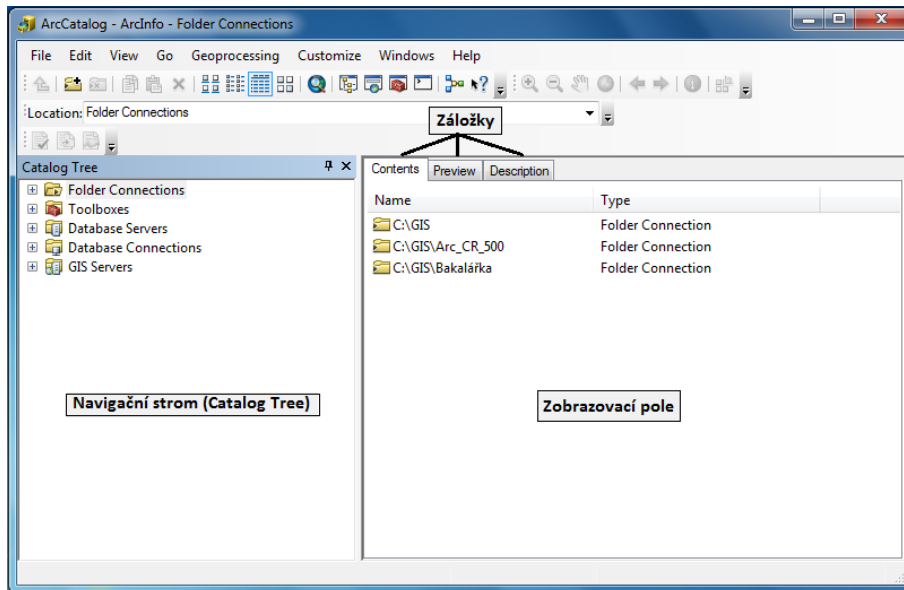 ArcCatalog - ArcInfo - Folder Connections
File Edit View Go Geoprocessing Customize Windows Help
Location: Folder Connections
Záložky
Catalog Tree
Contents Preview Description
Folder Connections
Toolboxes
Database Servers
Database Connections
GIS Servers
Name Type
C:\GIS Folder Connection
C:\GIS\Arc_CR_500 Folder Connection
C:\GIS\Bakalářka Folder Connection
Navigační strom (Catalog Tree)
Zobrazovací pole